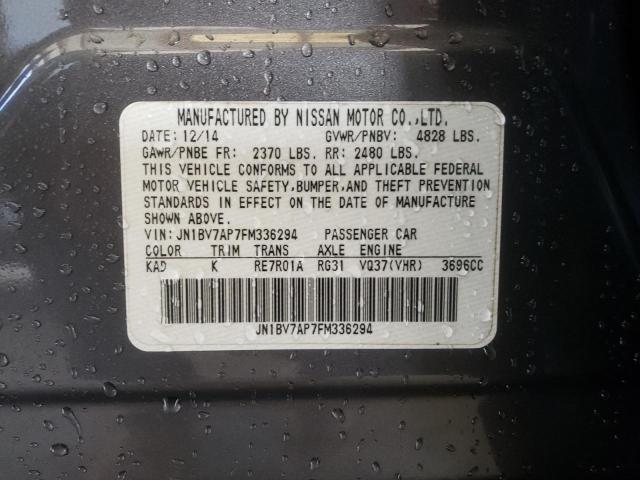 MANUFACTURED BY NISSAN MOTOR CO.,LTD.
DATE: 12/14 GVWR/PNBV: 4828 LBS.
GAWR/PNBE FR: 2370 LBS. RR: 2480 LBS.
THIS VEHICLE CONFORMS TO ALL APPLICABLE FEDERAL
MOTOR VEHICLE SAFETY,BUMPER,AND THEFT PREVENTION
STANDARDS IN EFFECT ON THE DATE OF MANUFACTURE
SHOWN ABOVE.
VIN:JN1BV7AP7FM336294 PASSENGER CAR
COLOR TRIM TRANS AXLE ENGINE
KAD K RE7R01A RG31 VQ37(VHR) 3696CC
JN1BV7AP7FM336294